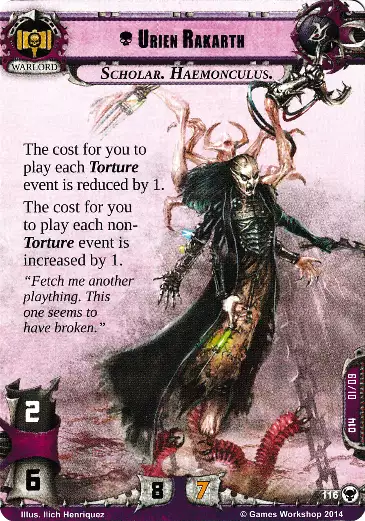 Urien Rakarth
WARLORD
Scholar. Haemonculus.
The cost for you to
play each Torture
event is reduced by 1.
The cost for you
to play each non-
Torture event is
increased by 1.
“Fetch me another
plaything. This
one seems to
have broken.”
2
6
8
7
116
Illus. Ilich Henriquez
© Games Workshop 2014